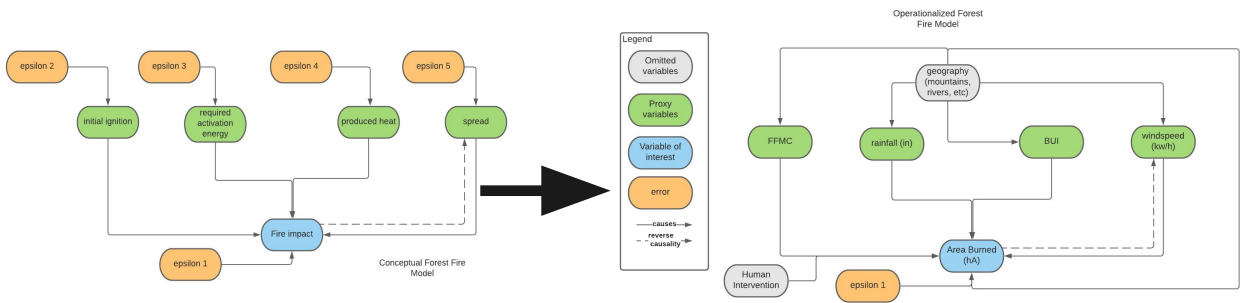 epsilon 2
epsilon 3
epsilon 4
epsilon 5
initial ignition
required
activation
energy
produced heat
spread
Fire impact
epsilon 1
Conceptual Forest Fire
Model
Legend
Omitted
variables
Proxy
variables
Variable of
interest
error
causes
reverse
causality
Operationalized Forest
Fire Model
geography
(mountains,
rivers, etc)
FFMC
rainfall (in)
BUI
windspeed
(kw/h)
Area Burned
(hA)
Human
Intervention
epsilon 1